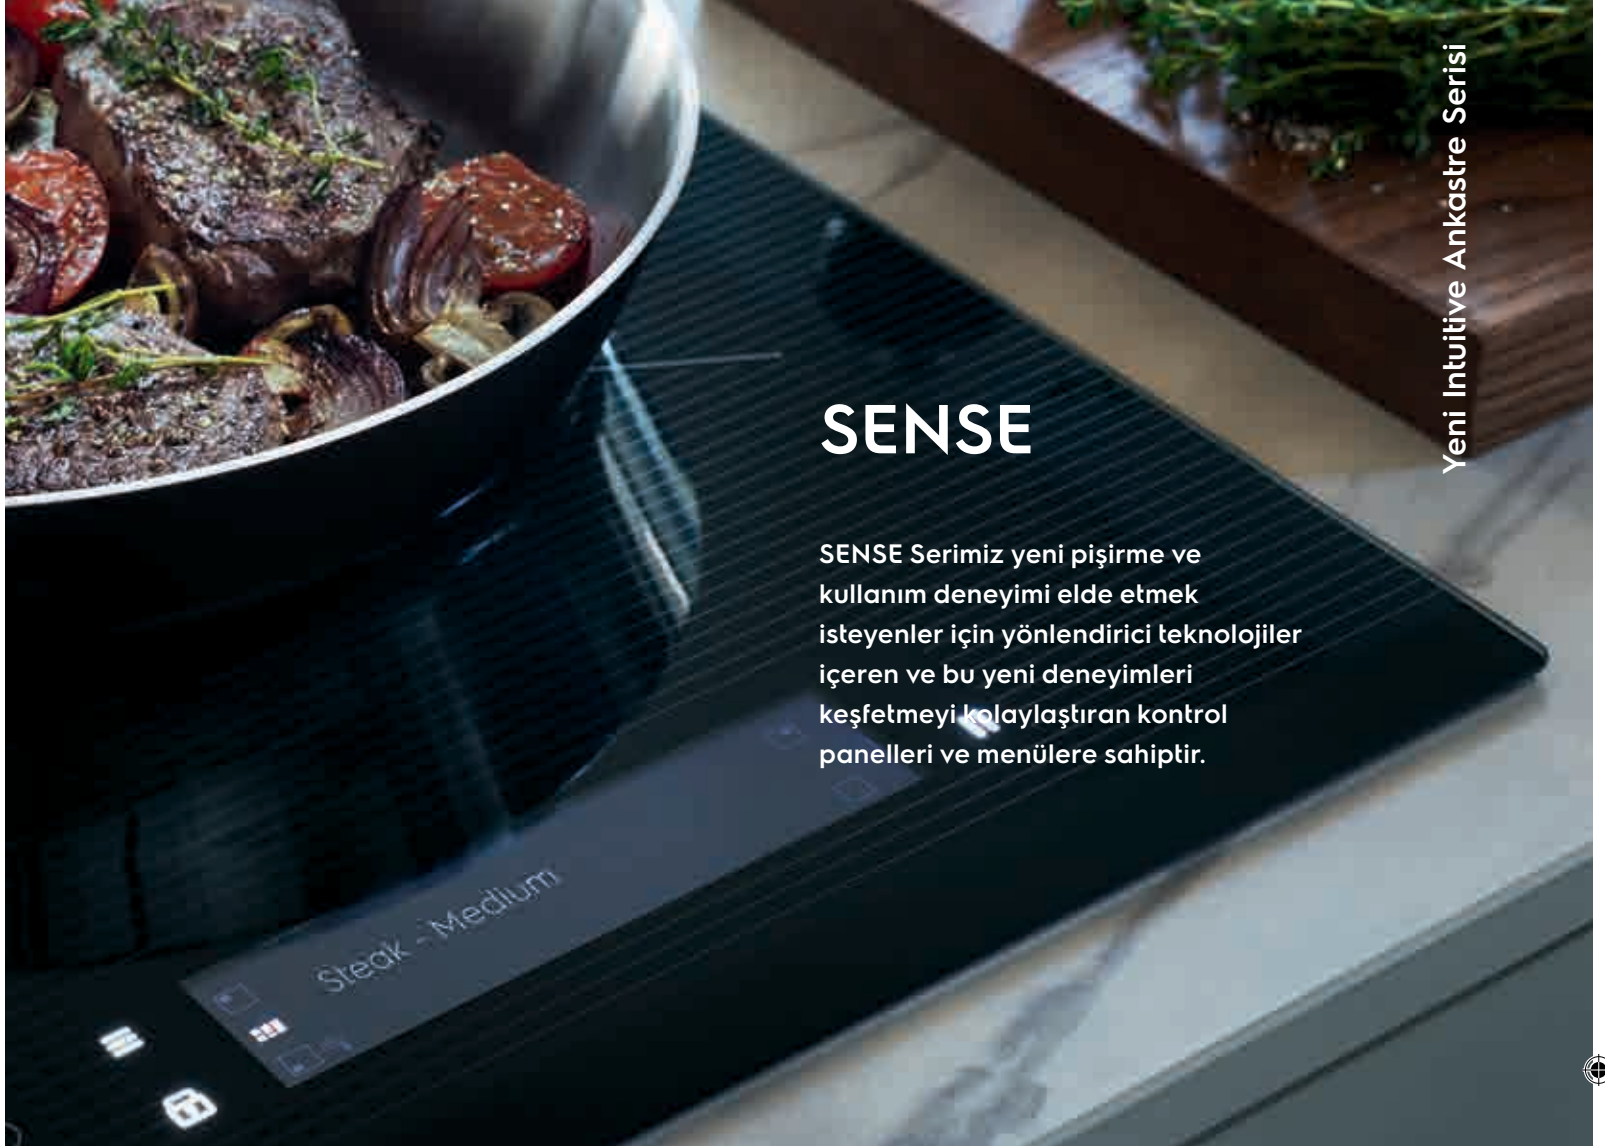 Yeni Intuitive Ankastre Serisi
SENSE
SENSE Serimiz yeni pişirme ve
kullanım deneyimi elde etmek
isteyenler için yönlendirici teknolojiler
içeren ve bu yeni deneyimleri
keşfetmeyi kolaylaştıran kontrol
panelleri ve menülere sahiptir.
Steak - Medium